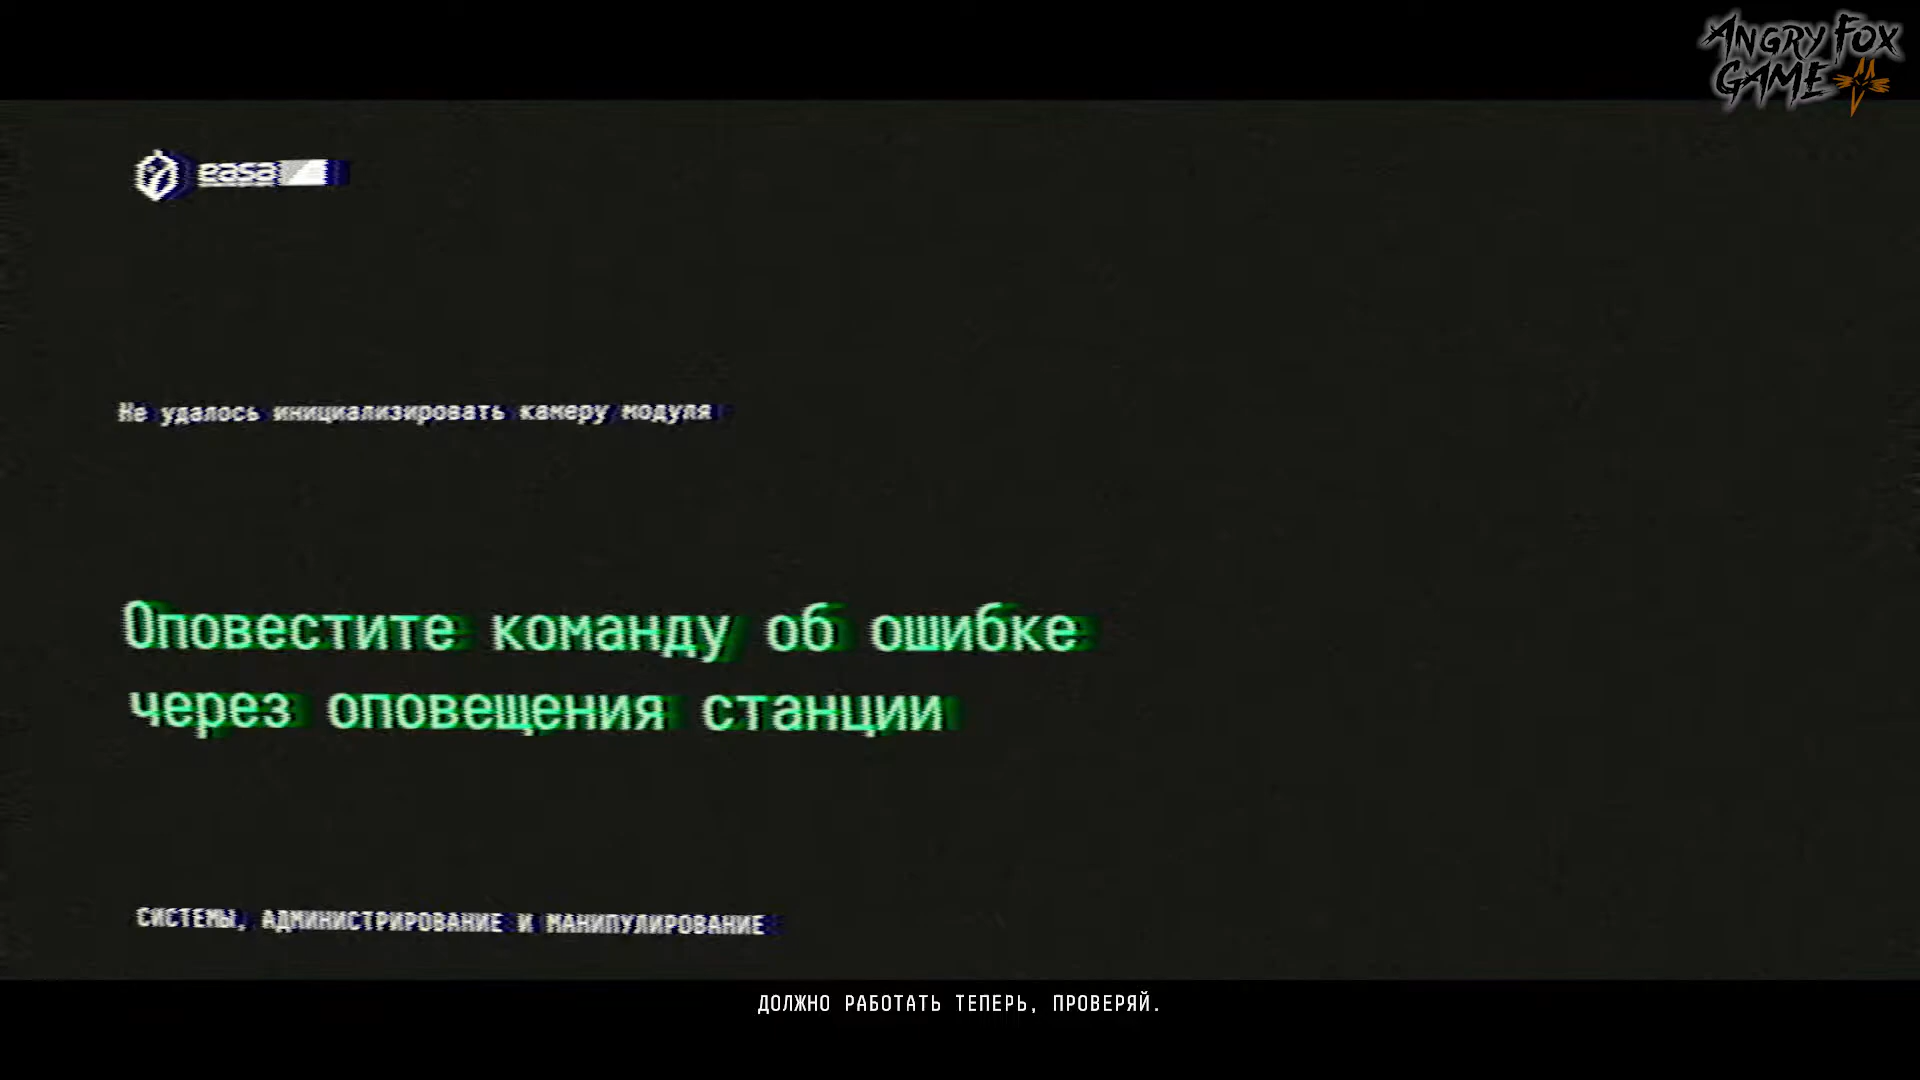 ANGRY FOX
GAME
easa
Не удалось инициализировать камеру модуля
Оповестите команду об ошибке
через оповещения станции
СИСТЕМЫ, АДМИНИСТРИРОВАНИЕ И МАНИПУЛИРОВАНИЕ
ДОЛЖНО РАБОТАТЬ ТЕПЕРЬ, ПРОВЕРЯЙ.